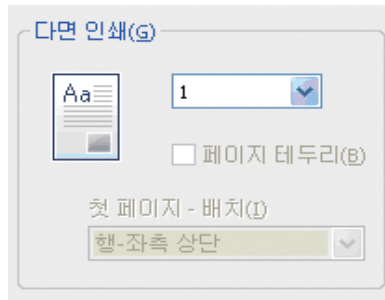 다면 인쇄(G)
Aa
1
페이지 테두리(B)
첫 페이지 - 배치(I)
행-좌측 상단